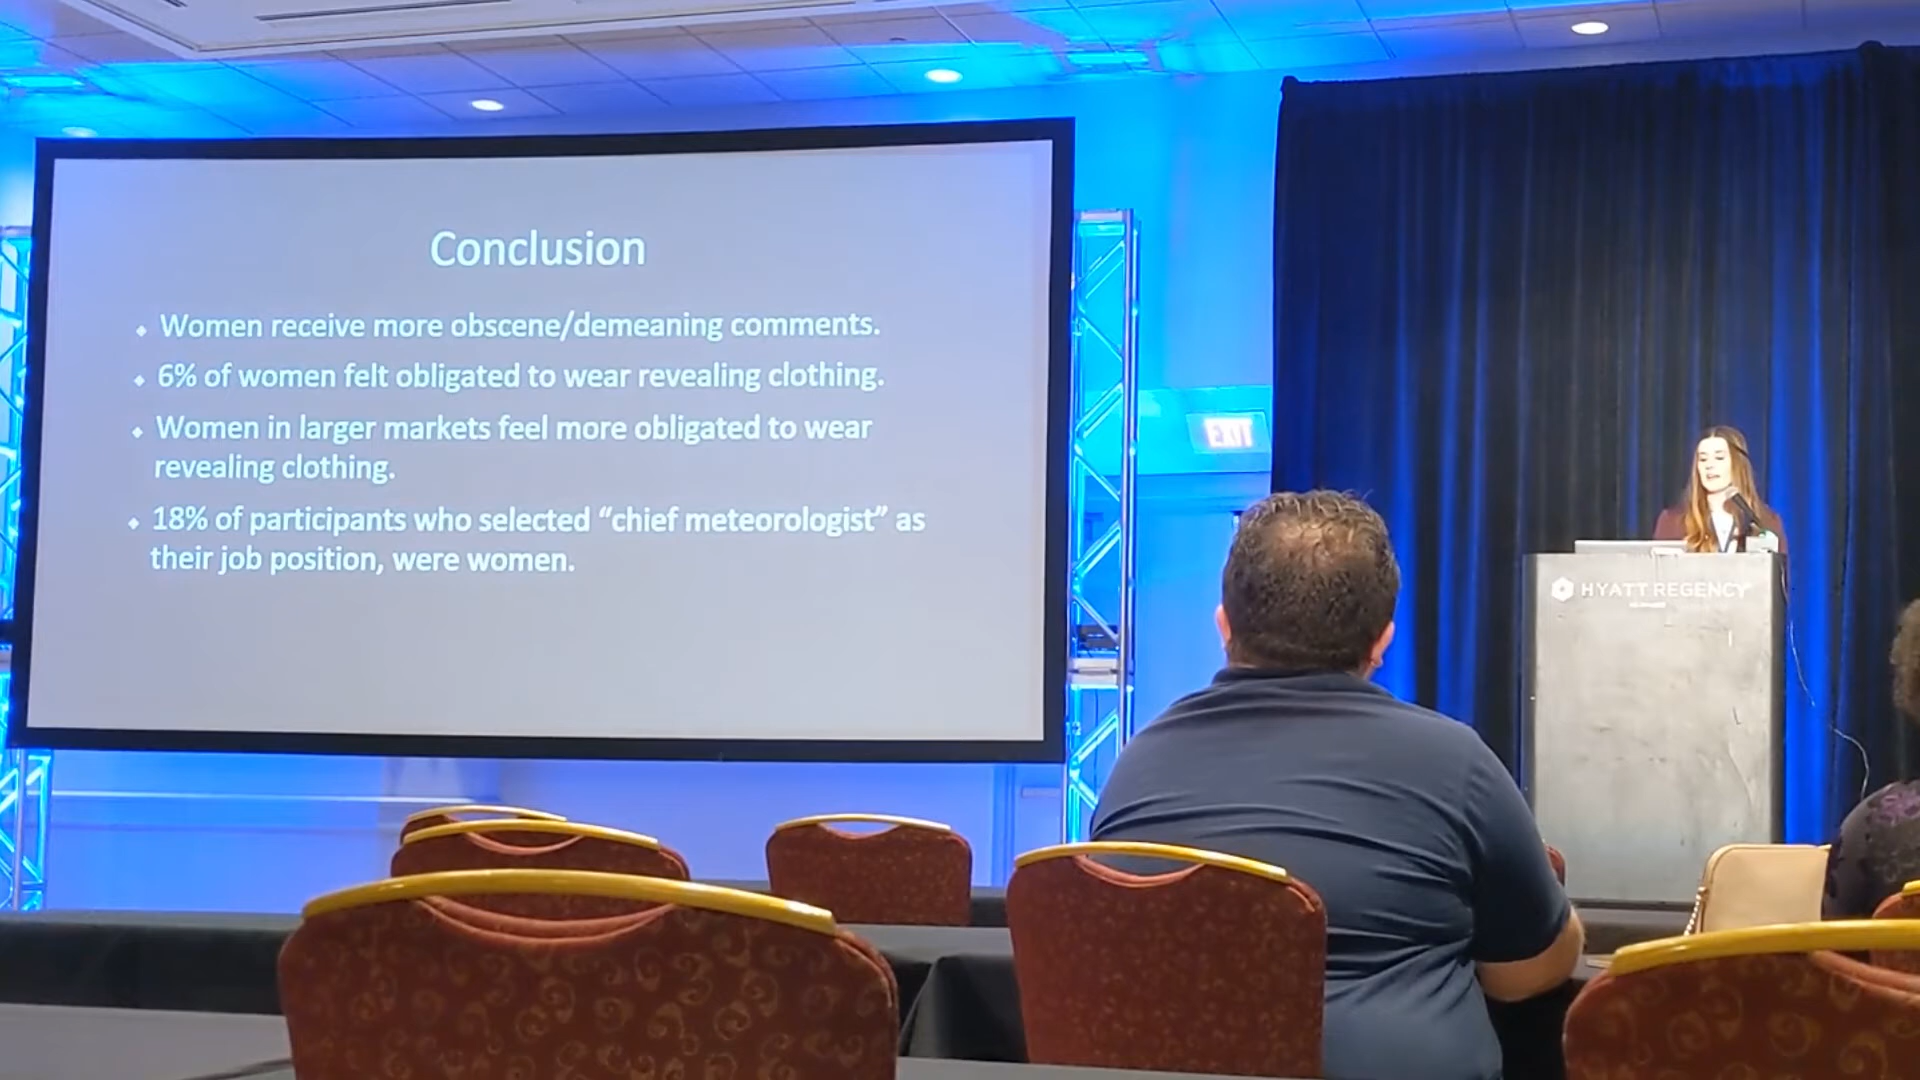 Conclusion
Women receive more obscene/demeaning comments.
6% of women felt obligated to wear revealing clothing.
Women in larger markets feel more obligated to wear
revealing clothing.
18% of participants who selected “chief meteorologist” as
their job position, were women.
EXIT
HYATT REGENCY